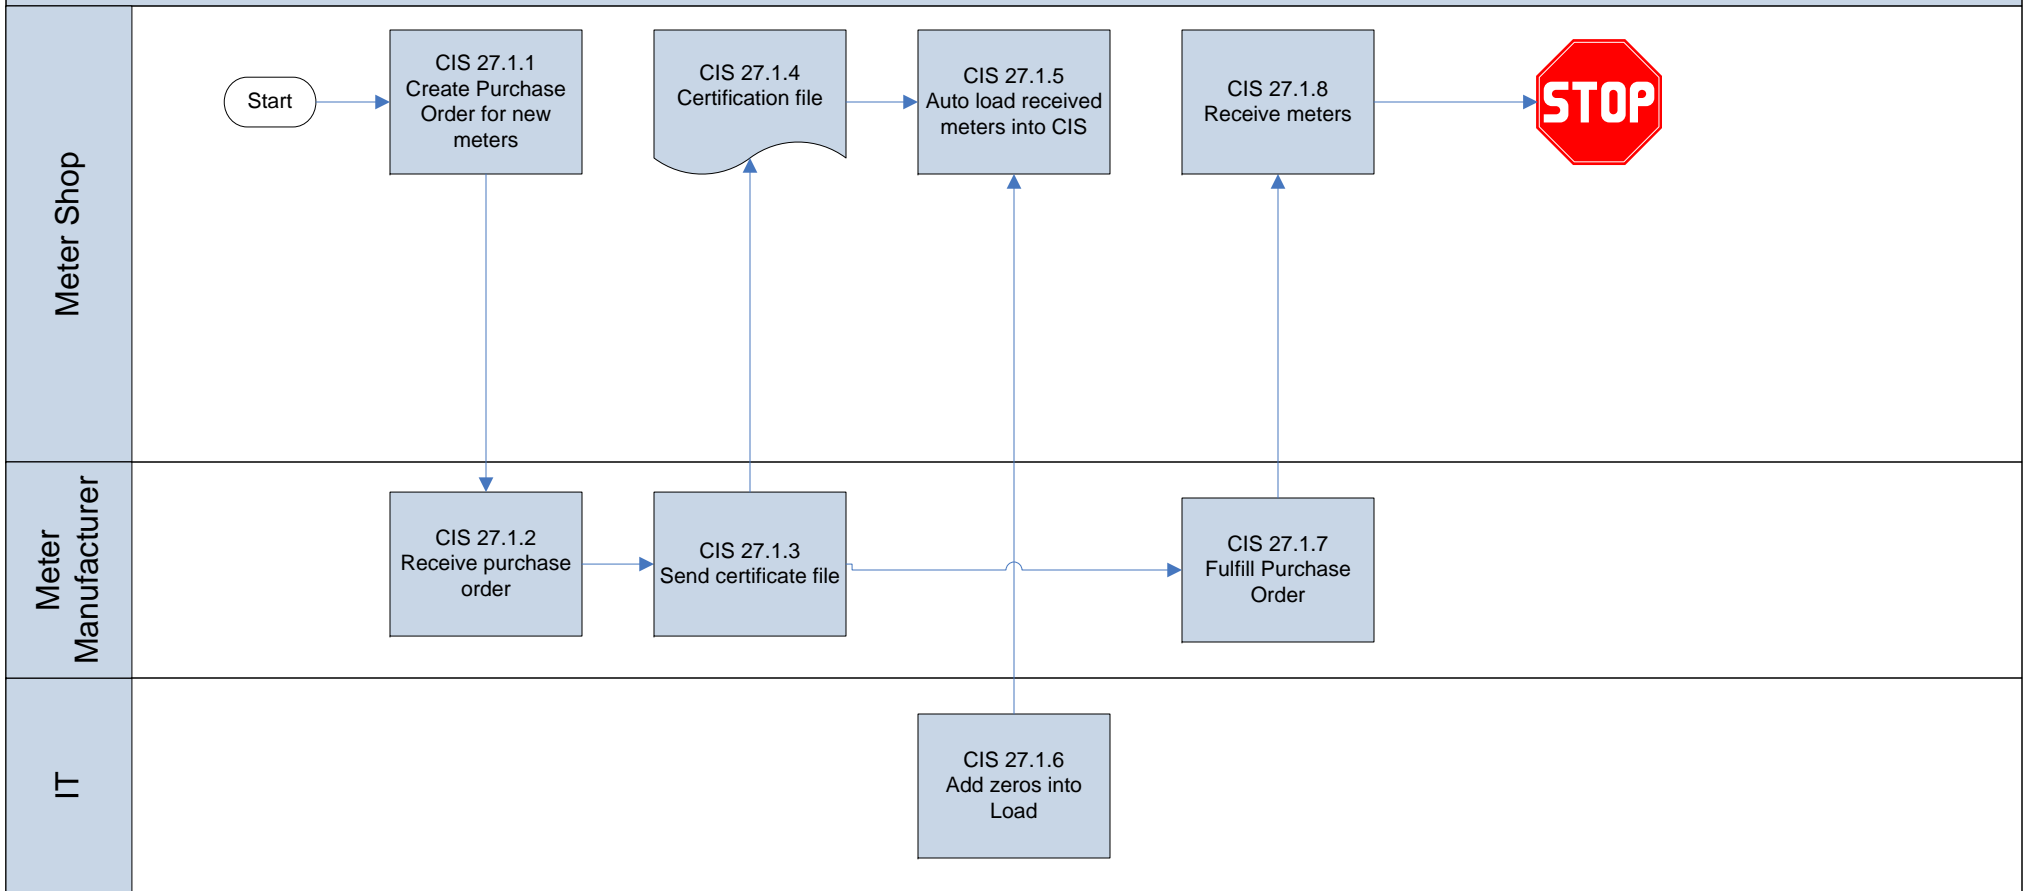 Meter Shop
Start
CIS 27.1.1
Create Purchase
Order for new
meters
CIS 27.1.4
Certification file
CIS 27.1.5
Auto load received
meters into CIS
CIS 27.1.8
Receive meters
STOP
Meter
Manufacturer
CIS 27.1.2
Receive purchase
order
CIS 27.1.3
Send certificate file
CIS 27.1.7
Fulfill Purchase
Order
IT
CIS 27.1.6
Add zeros into
Load